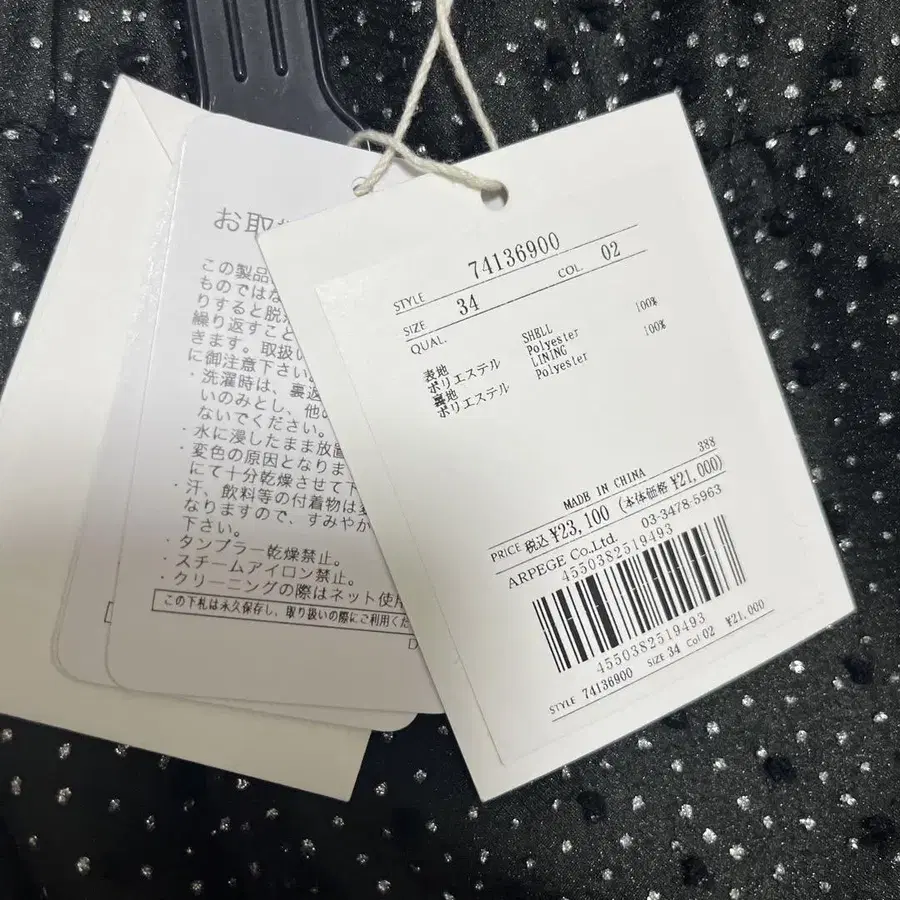 お取
この製品
ものではな
りすると脱
繰り返すこと
きます。取扱い
に御注意下さい。
・洗濯時は、裏返
いのみとし、他
ないでください。
・水に浸したまま放置
・変色の原因となりま
にて十分乾燥させて下
・汗、飲料等の付着物は
なりますので、すみやか
下さい。
・タンブラー乾燥禁止。
・スチームアイロン禁止。
・クリーニングの際はネット使用
この下札は永久保存し、取り扱いの際にご利用くだ
D
STYLE 74136900 COL. 02
SIZE 34
QUAL.
表地 SHELL 100%
ポリエステル Polyester
裏地 LINING 100%
ポリエステル Polyester
388
MADE IN CHINA
PRICE 税込 ¥23,100 (本体価格 ¥21,000)
ARPEGE Co.,Ltd. 03-3478-5963
4550382519493
4550382519493
STYLE 74136900 SIZE 34 Col 02 ¥21,000